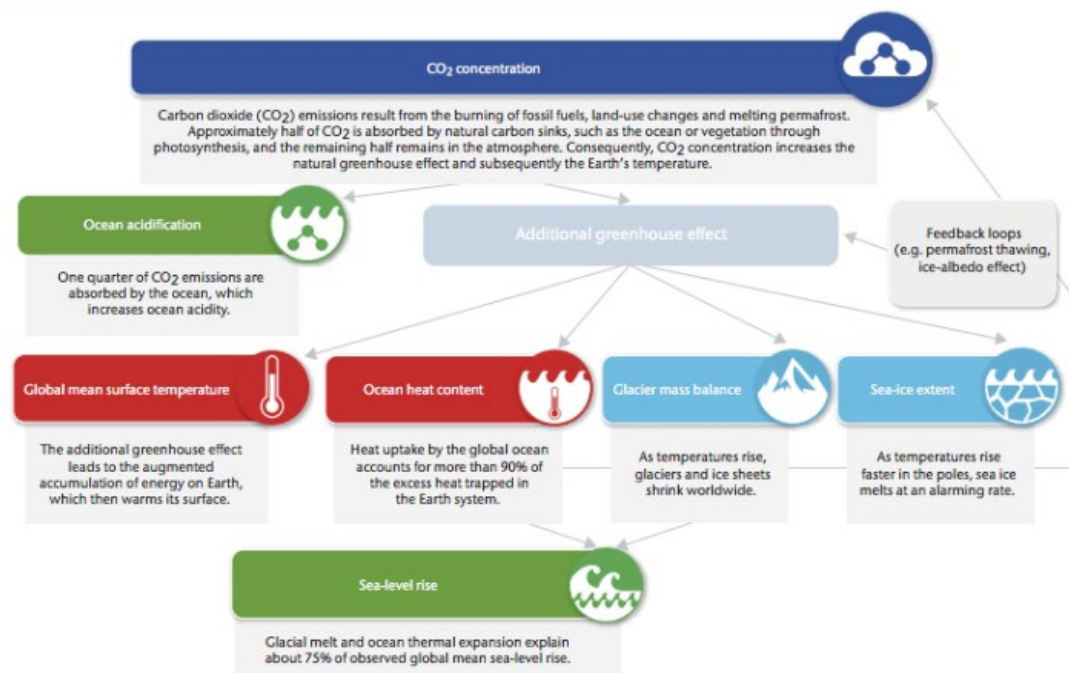 CO₂ concentration
Carbon dioxide (CO₂) emissions result from the burning of fossil fuels, land-use changes and melting permafrost.
Approximately half of CO₂ is absorbed by natural carbon sinks, such as the ocean or vegetation through
photosynthesis, and the remaining half remains in the atmosphere. Consequently, CO₂ concentration increases the
natural greenhouse effect and subsequently the Earth's temperature.
Ocean acidification
One quarter of CO₂ emissions are
absorbed by the ocean, which
increases ocean acidity.
Additional greenhouse effect
Feedback loops
(e.g. permafrost thawing,
ice-albedo effect)
Global mean surface temperature
The additional greenhouse effect
leads to the augmented
accumulation of energy on Earth,
which then warms its surface.
Ocean heat content
Heat uptake by the global ocean
accounts for more than 90% of
the excess heat trapped in
the Earth system.
Glacier mass balance
As temperatures rise,
glaciers and ice sheets
shrink worldwide.
Sea-ice extent
As temperatures rise
faster in the poles, sea ice
melts at an alarming rate.
Sea-level rise
Glacial melt and ocean thermal expansion explain
about 75% of observed global mean sea-level rise.